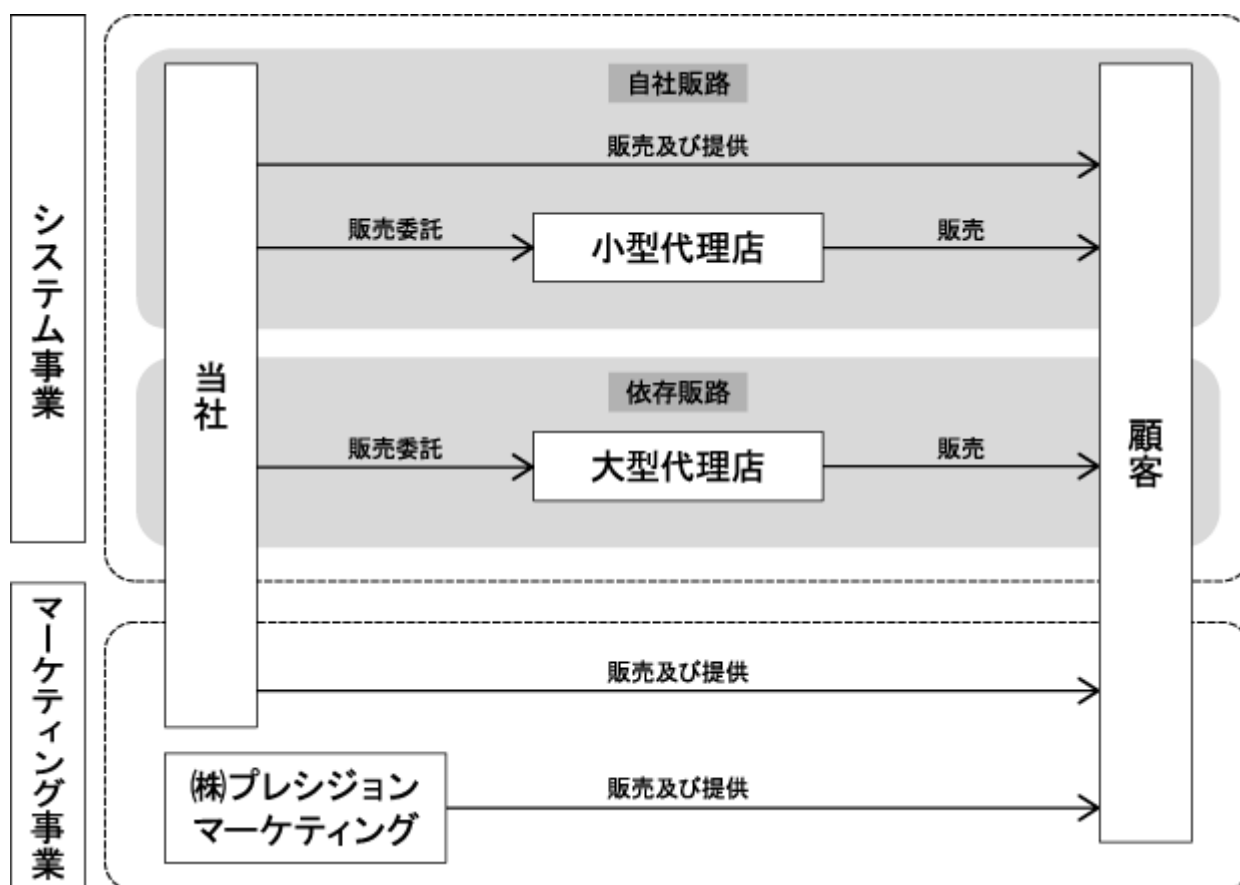 システム事業
自社販路
販売及び提供
販売委託
小型代理店
販売
当社
依存販路
販売委託
大型代理店
販売
顧客
マーケティング事業
販売及び提供
㈱プレシジョン
マーケティング
販売及び提供